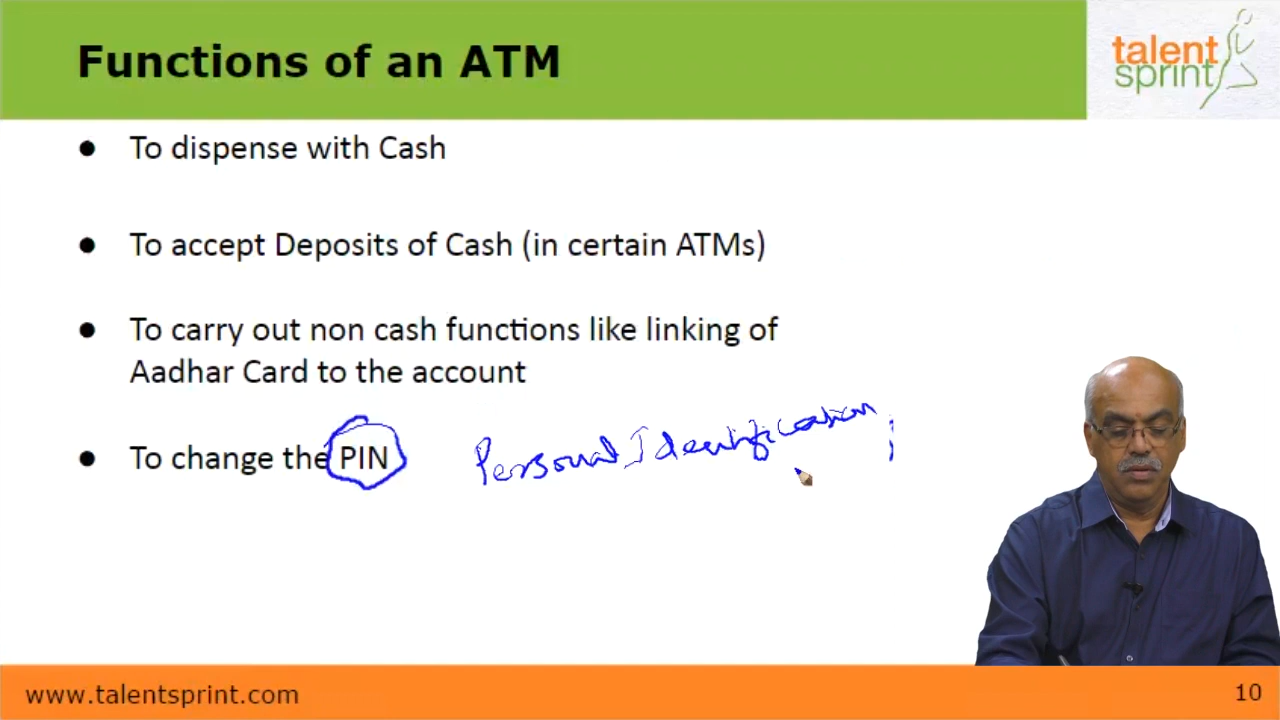 Functions of an ATM
talent
sprint
● To dispense with Cash
● To accept Deposits of Cash (in certain ATMs)
● To carry out non cash functions like linking of
Aadhar Card to the account
● To change the PIN Personal Identification
www.talentsprint.com
10